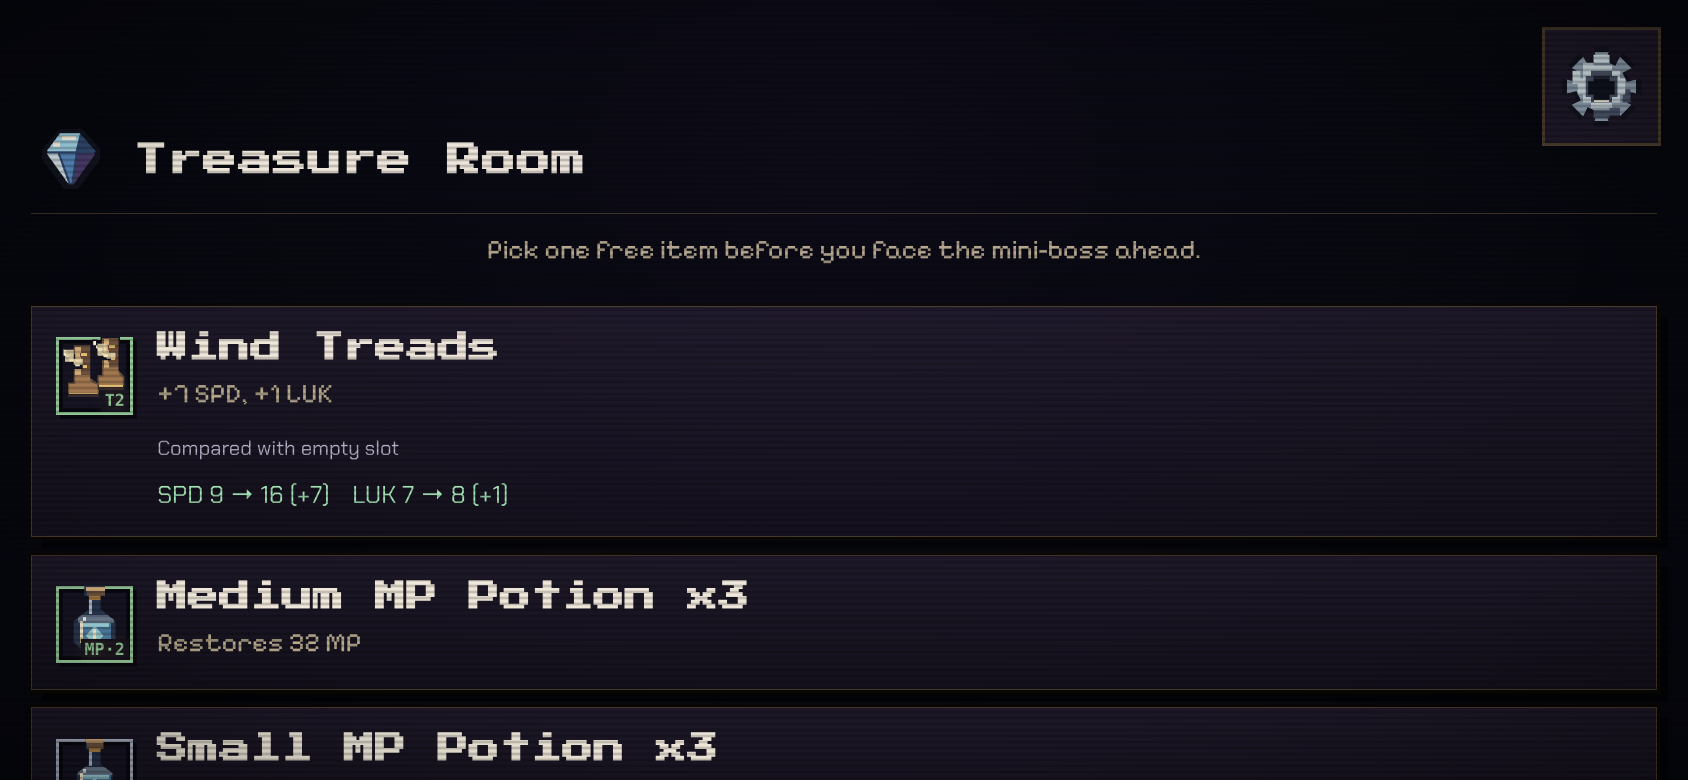 Treasure Room
Pick one free item before you face the mini-boss ahead.
Wind Treads
+7 SPD, +1 LUK
T2
Compared with empty slot
SPD 9 → 16 (+7) LUK 7 → 8 (+1)
Medium MP Potion x3
Restores 32 MP
MP·2
Small MP Potion x3